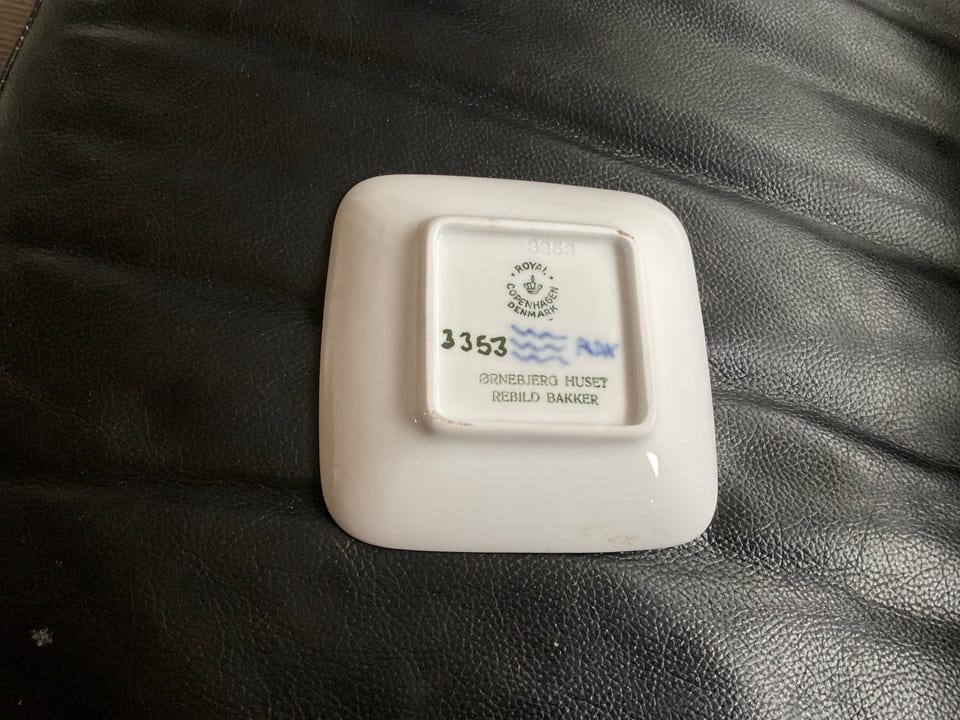 3353
ROYAL
COPENHAGEN
DENMARK
3353
ØRNEBJERG HUSET
REBILD BAKKER